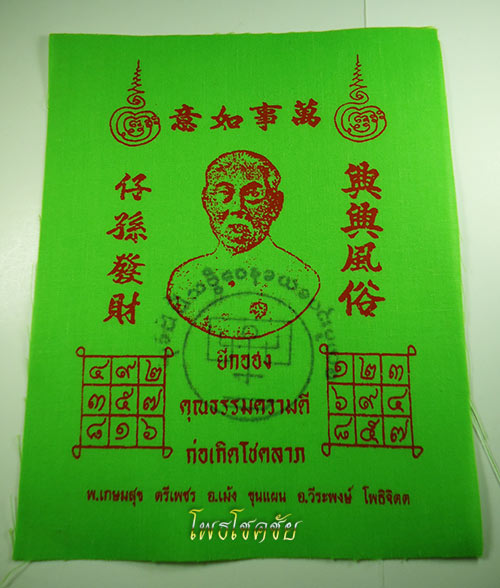 意如事萬
仔孫發財
興興風俗
ยี่กอฮง
๔ ๙ ๒
๓ ๕ ๗
๘ ๑ ๖
คุณธรรมความดี
๑ ๒ ๓
๖ ๙ ๔
๘ ๕ ๗
ก่อเกิดโชคลาภ
พ.เกษมสุข ตรีเพชร อ.เม้ง ขุนแผน อ.วีระพงษ์ โพธิจิตต
โพธโชคชัย